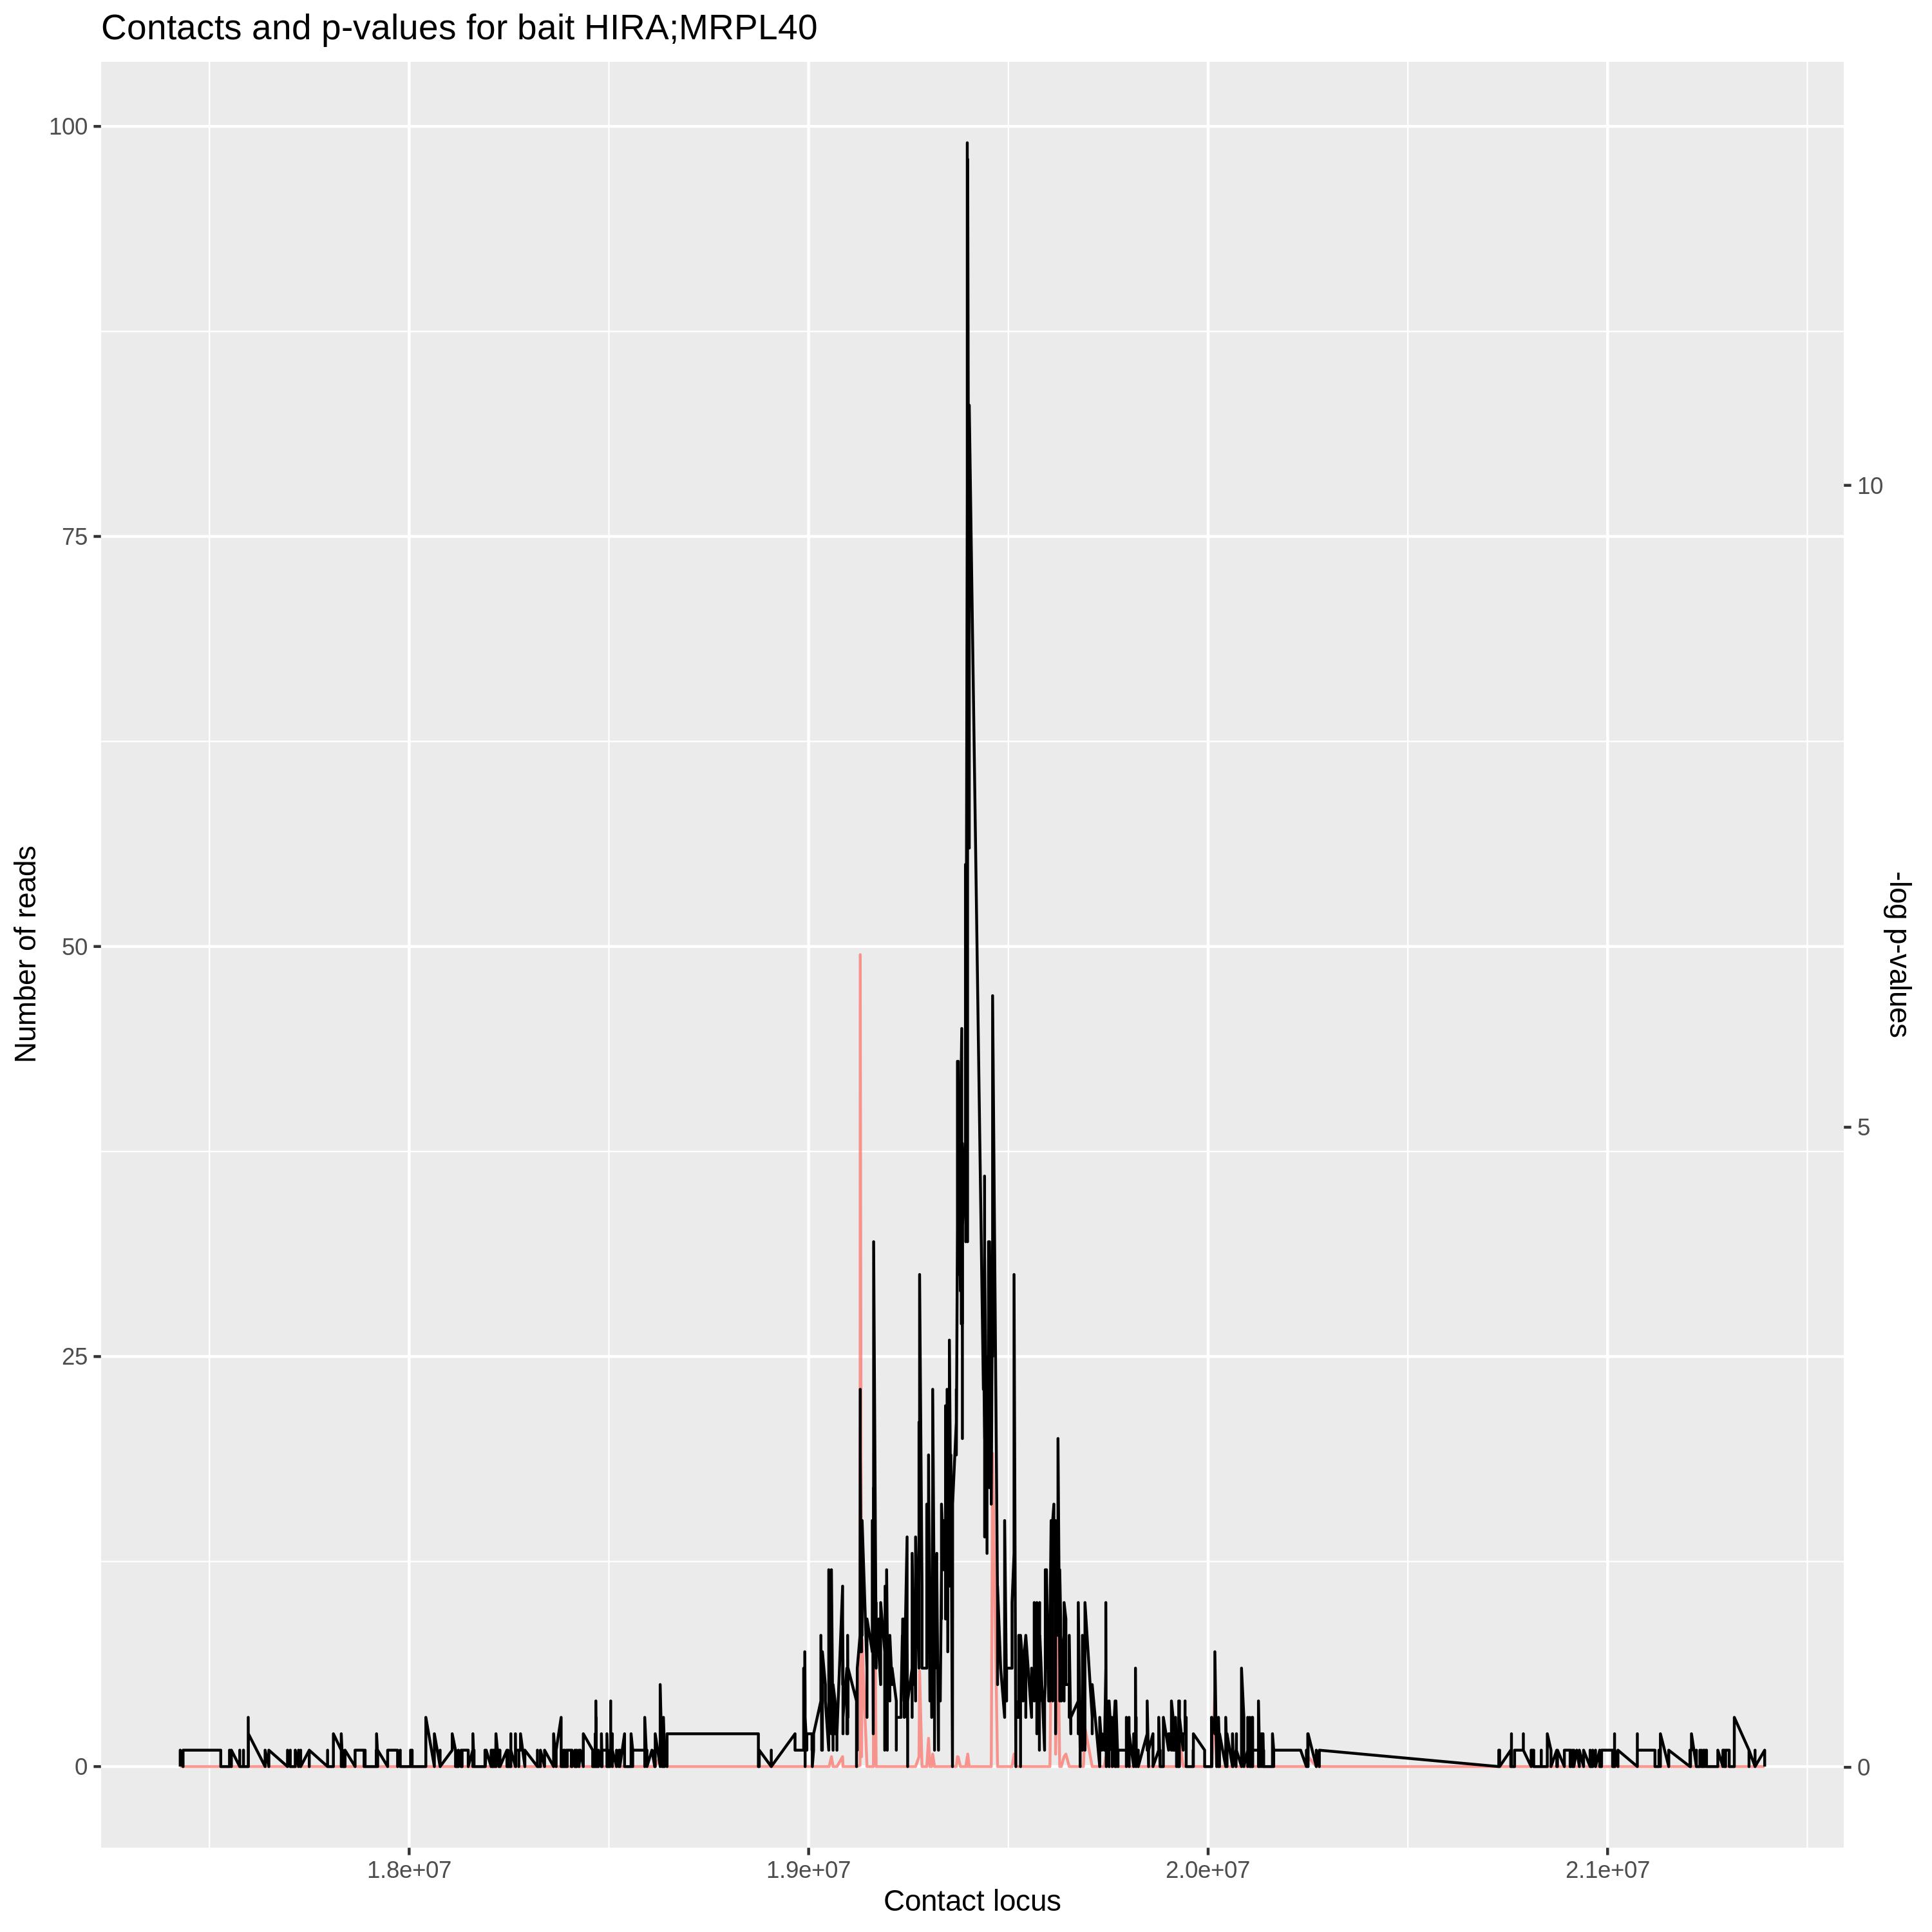 Contacts and p-values for bait HIRA;MRPL40
100
75
50
25
0
Number of reads
10
5
0
-log p-values
1.8e+07
1.9e+07
2.0e+07
2.1e+07
Contact locus